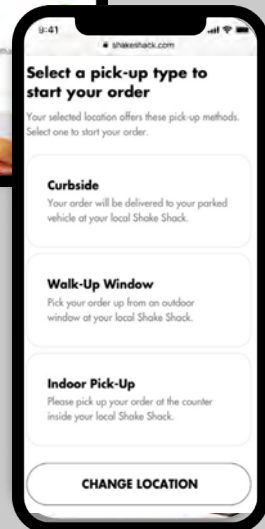 9:41
shakeshack.com
Select a pick-up type to
start your order
Your selected location offers these pick-up methods.
Select one to start your order.
Curbside
Your order will be delivered to your parked
vehicle at your local Shake Shack.
Walk-Up Window
Pick your order up from an outdoor
window at your local Shake Shack.
Indoor Pick-Up
Please pick up your order at the counter
inside your local Shake Shack.
CHANGE LOCATION